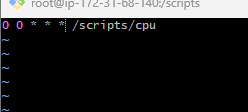 root@ip-172-31-68-140:/scripts
0 0 * * * /scripts/cpu
~
~
~
~
~